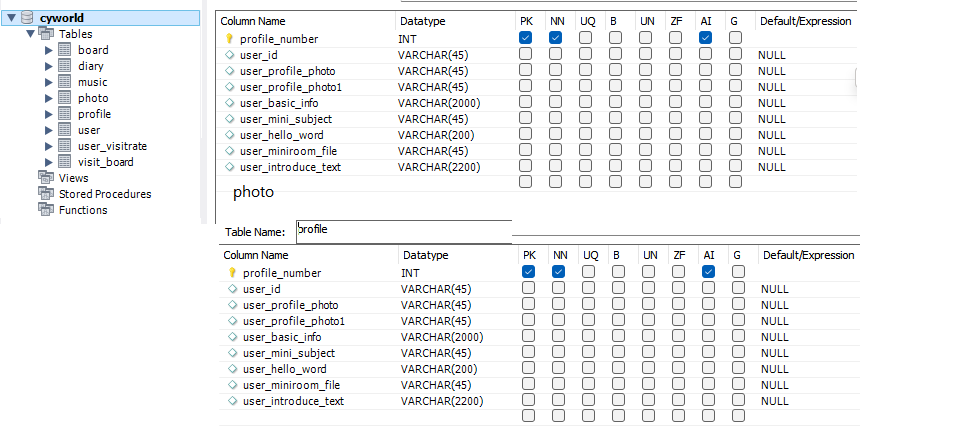 cyworld
Tables
board
diary
music
photo
profile
user
user_visitrate
visit_board
Views
Stored Procedures
Functions
Column Name Datatype PK NN UQ B UN ZF AI G Default/Expression
profile_number INT
user_id VARCHAR(45) NULL
user_profile_photo VARCHAR(45) NULL
user_profile_photo1 VARCHAR(45) NULL
user_basic_info VARCHAR(2000) NULL
user_mini_subject VARCHAR(45) NULL
user_hello_word VARCHAR(200) NULL
user_miniroom_file VARCHAR(45) NULL
user_introduce_text VARCHAR(2200) NULL
photo
Table Name: profile
Column Name Datatype PK NN UQ B UN ZF AI G Default/Expression
profile_number INT
user_id VARCHAR(45) NULL
user_profile_photo VARCHAR(45) NULL
user_profile_photo1 VARCHAR(45) NULL
user_basic_info VARCHAR(2000) NULL
user_mini_subject VARCHAR(45) NULL
user_hello_word VARCHAR(200) NULL
user_miniroom_file VARCHAR(45) NULL
user_introduce_text VARCHAR(2200) NULL